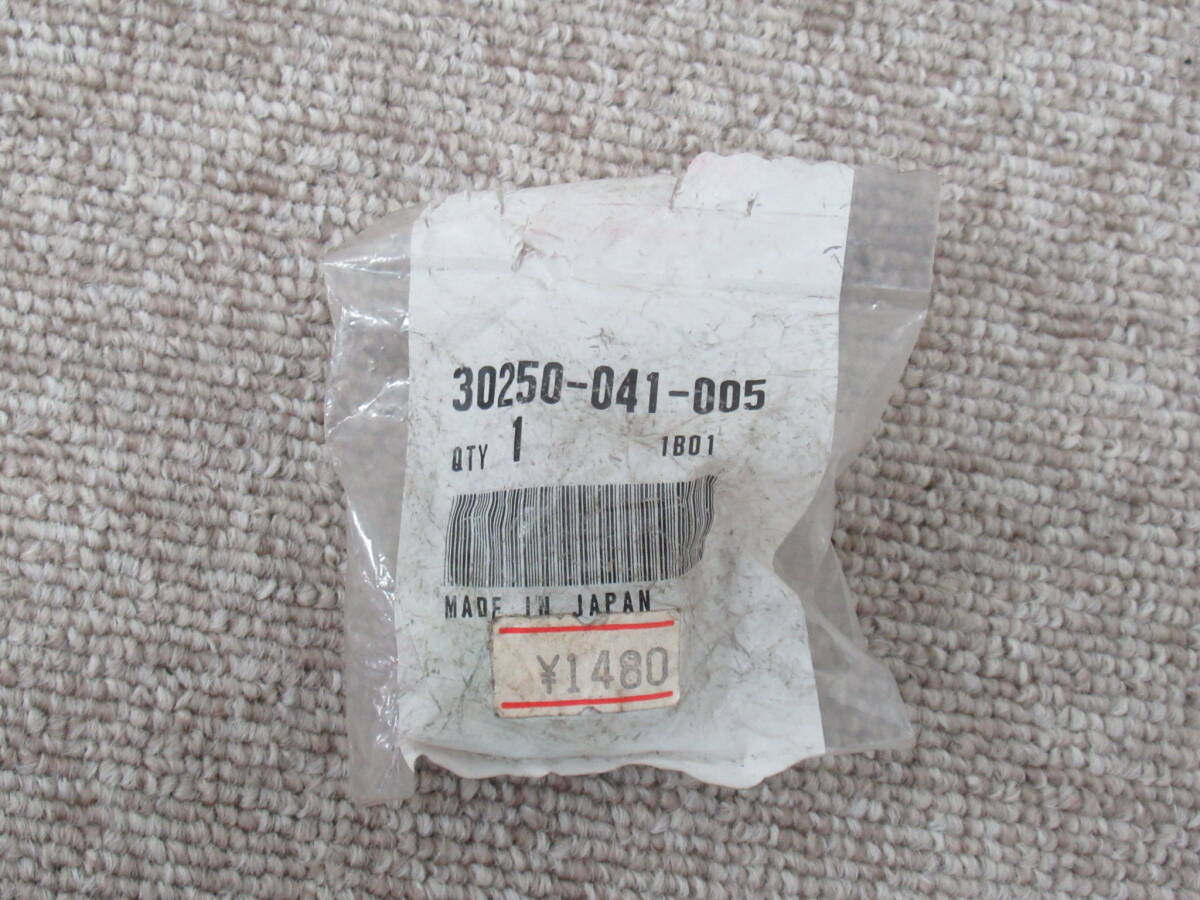 30250-041-005
QTY 1 1B01
MADE IN JAPAN
¥1480